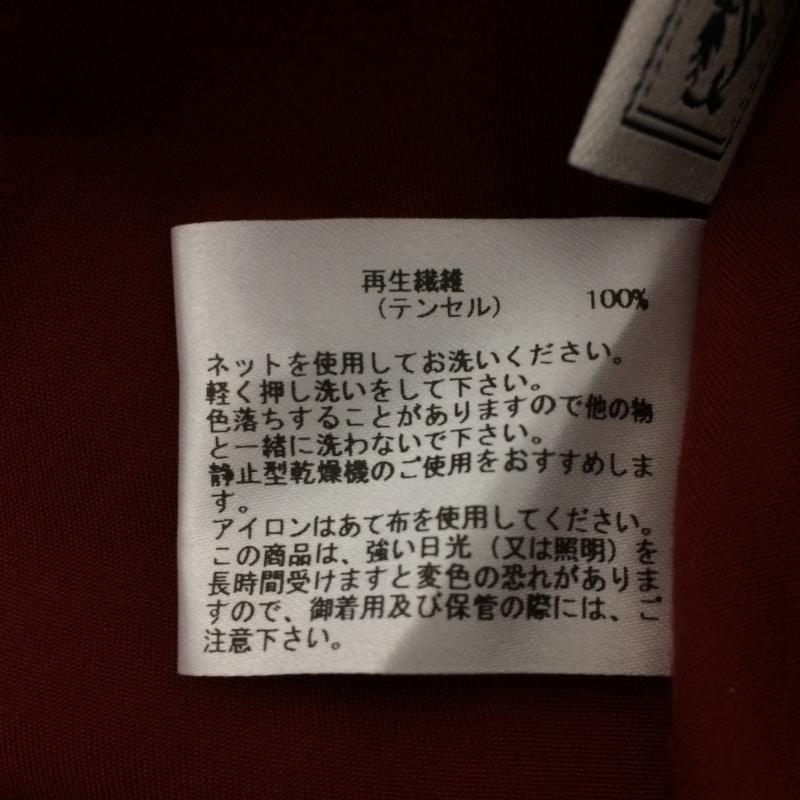 再生繊維
(テンセル) 100%
ネットを使用してお洗いください。
軽く押し洗いをして下さい。
色落ちすることがありますので他の物
と一緒に洗わないで下さい。
静止型乾燥機のご使用をおすすめしま
す。
アイロンはあて布を使用してください。
この商品は、強い日光(又は照明)を
長時間受けますと変色の恐れがありま
すので、御着用及び保管の際には、ご
注意下さい。